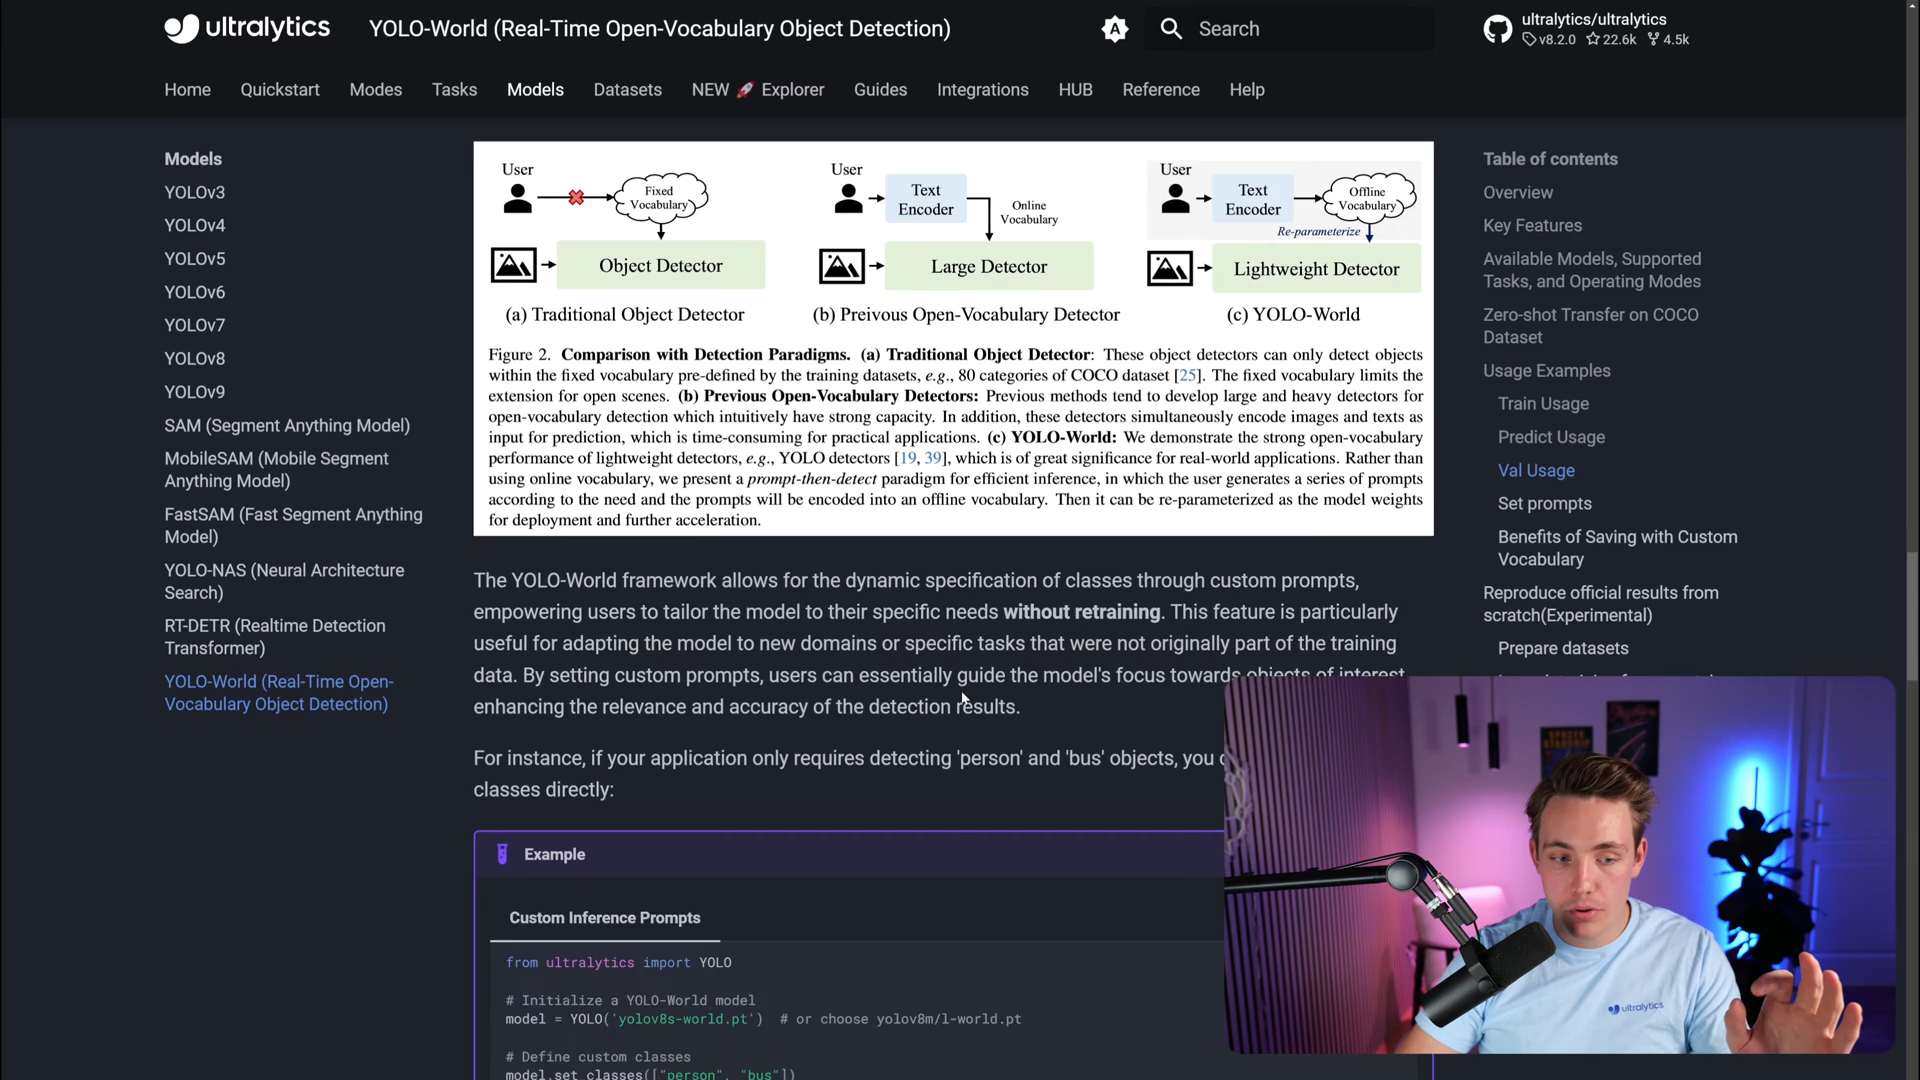 ultralytics
YOLO-World (Real-Time Open-Vocabulary Object Detection)
A
Search
ultralytics/ultralytics
v8.2.0 22.6k 4.5k
Home Quickstart Modes Tasks Models Datasets NEW 🚀 Explorer Guides Integrations HUB Reference Help
Models
YOLOv3
YOLOv4
YOLOv5
YOLOv6
YOLOv7
YOLOv8
YOLOv9
SAM (Segment Anything Model)
MobileSAM (Mobile Segment
Anything Model)
FastSAM (Fast Segment Anything
Model)
YOLO-NAS (Neural Architecture
Search)
RT-DETR (Realtime Detection
Transformer)
YOLO-World (Real-Time Open-
Vocabulary Object Detection)
User
Fixed
Vocabulary
Object Detector
(a) Traditional Object Detector
User
Text
Encoder
Online
Vocabulary
Large Detector
(b) Preivous Open-Vocabulary Detector
User
Text
Encoder
Offline
Vocabulary
Re-parameterize
Lightweight Detector
(c) YOLO-World
Figure 2. Comparison with Detection Paradigms. (a) Traditional Object Detector: These object detectors can only detect objects
within the fixed vocabulary pre-defined by the training datasets, e.g., 80 categories of COCO dataset [25]. The fixed vocabulary limits the
extension for open scenes. (b) Previous Open-Vocabulary Detectors: Previous methods tend to develop large and heavy detectors for
open-vocabulary detection which intuitively have strong capacity. In addition, these detectors simultaneously encode images and texts as
input for prediction, which is time-consuming for practical applications. (c) YOLO-World: We demonstrate the strong open-vocabulary
performance of lightweight detectors, e.g., YOLO detectors [19, 39], which is of great significance for real-world applications. Rather than
using online vocabulary, we present a prompt-then-detect paradigm for efficient inference, in which the user generates a series of prompts
according to the need and the prompts will be encoded into an offline vocabulary. Then it can be re-parameterized as the model weights
for deployment and further acceleration.
The YOLO-World framework allows for the dynamic specification of classes through custom prompts,
empowering users to tailor the model to their specific needs without retraining. This feature is particularly
useful for adapting the model to new domains or specific tasks that were not originally part of the training
data. By setting custom prompts, users can essentially guide the model's focus towards objects of interest
enhancing the relevance and accuracy of the detection results.
For instance, if your application only requires detecting 'person' and 'bus' objects, you
classes directly:
Example
Custom Inference Prompts
from ultralytics import YOLO
# Initialize a YOLO-World model
model = YOLO('yolov8s-world.pt') # or choose yolov8m/l-world.pt
# Define custom classes
model.set_classes(["person", "bus"])
Table of contents
Overview
Key Features
Available Models, Supported
Tasks, and Operating Modes
Zero-shot Transfer on COCO
Dataset
Usage Examples
Train Usage
Predict Usage
Val Usage
Set prompts
Benefits of Saving with Custom
Vocabulary
Reproduce official results from
scratch(Experimental)
Prepare datasets
ultralytics